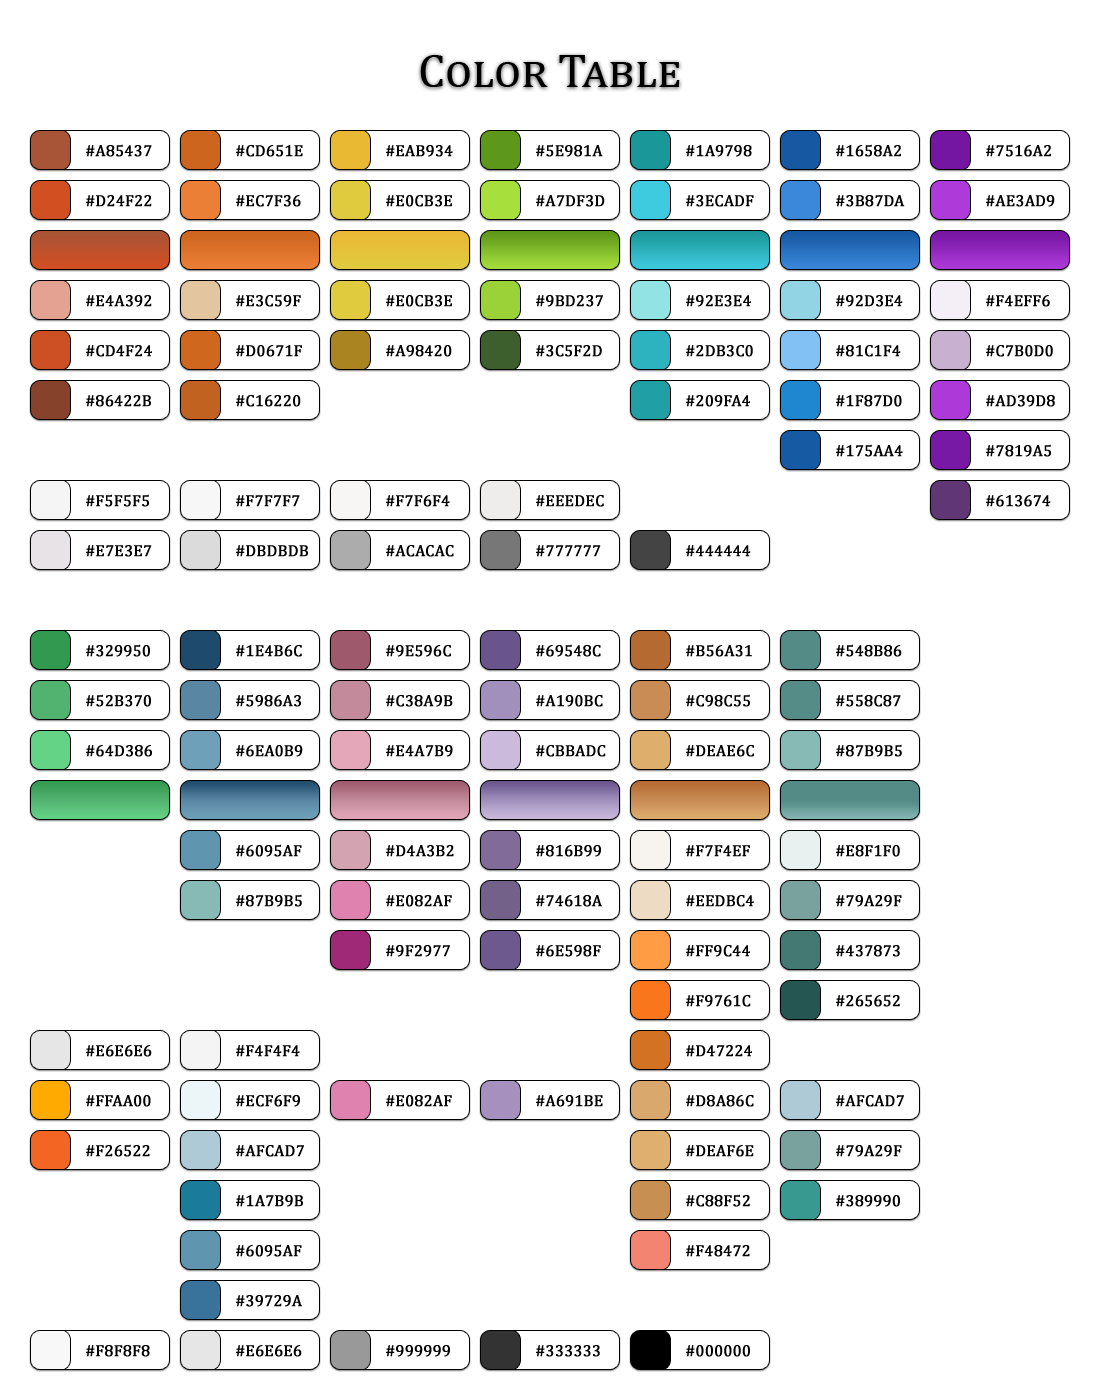 Color Table
#A85437 #CD651E #EAB934 #5E981A #1A9798 #1658A2 #7516A2
#D24F22 #EC7F36 #E0CB3E #A7DF3D #3ECADF #3B87DA #AE3AD9
#E4A392 #E3C59F #E0CB3E #9BD237 #92E3E4 #92D3E4 #F4EFF6
#CD4F24 #D0671F #A98420 #3C5F2D #2DB3C0 #81C1F4 #C7B0D0
#86422B #C16220 #209FA4 #1F87D0 #AD39D8
#175AA4 #7819A5
#F5F5F5 #F7F7F7 #F7F6F4 #EEEDEC #613674
#E7E3E7 #DBDBDB #ACACAC #777777 #444444
#329950 #1E4B6C #9E596C #69548C #B56A31 #548B86
#52B370 #5986A3 #C38A9B #A190BC #C98C55 #558C87
#64D386 #6EA0B9 #E4A7B9 #CBBADC #DEAE6C #87B9B5
#6095AF #D4A3B2 #816B99 #F7F4EF #E8F1F0
#87B9B5 #E082AF #74618A #EEDBC4 #79A29F
#9F2977 #6E598F #FF9C44 #437873
#F9761C #265652
#E6E6E6 #F4F4F4 #D47224
#FFAA00 #ECF6F9 #E082AF #A691BE #D8A86C #AFCAD7
#F26522 #AFCAD7 #DEAF6E #79A29F
#1A7B9B #C88F52 #389990
#6095AF #F48472
#39729A
#F8F8F8 #E6E6E6 #999999 #333333 #000000